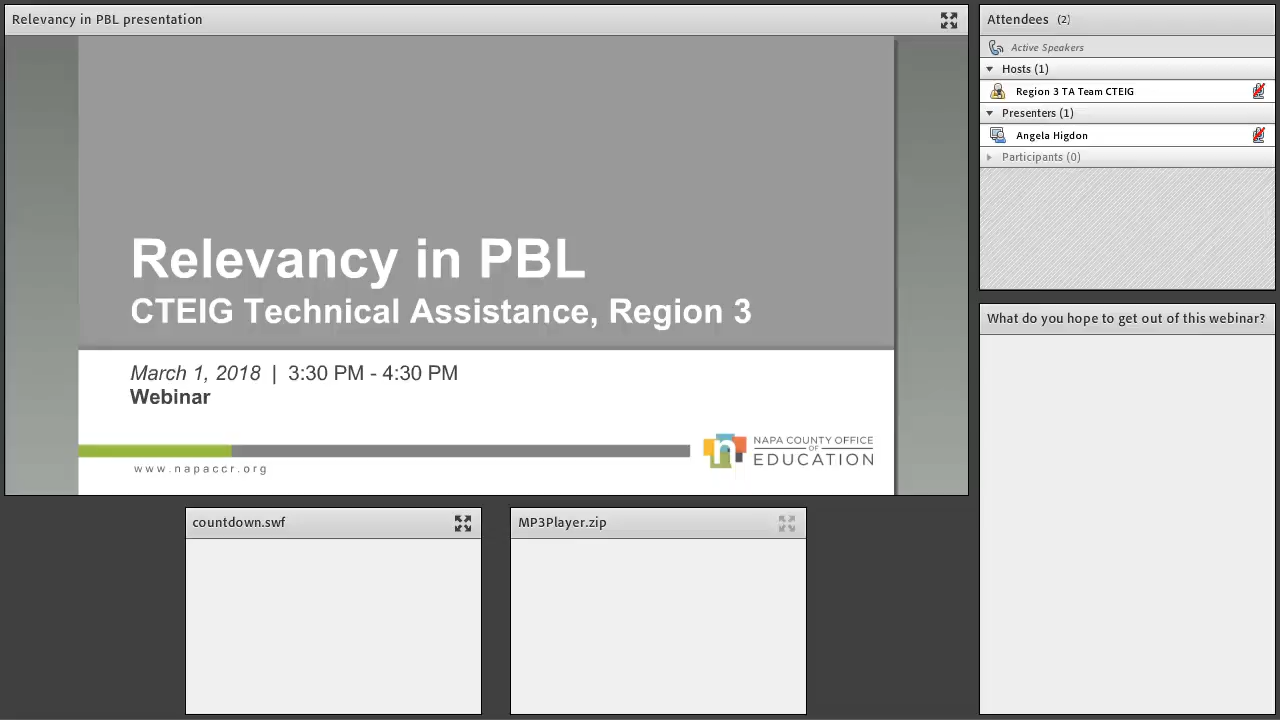 Relevancy in PBL presentation
Relevancy in PBL
CTEIG Technical Assistance, Region 3
March 1, 2018 | 3:30 PM - 4:30 PM
Webinar
www.napaccr.org
n
NAPA COUNTY OFFICE
OF
EDUCATION
countdown.swf
MP3Player.zip
Attendees (2)
Active Speakers
Hosts (1)
Region 3 TA Team CTEIG
Presenters (1)
Angela Higdon
Participants (0)
What do you hope to get out of this webinar?